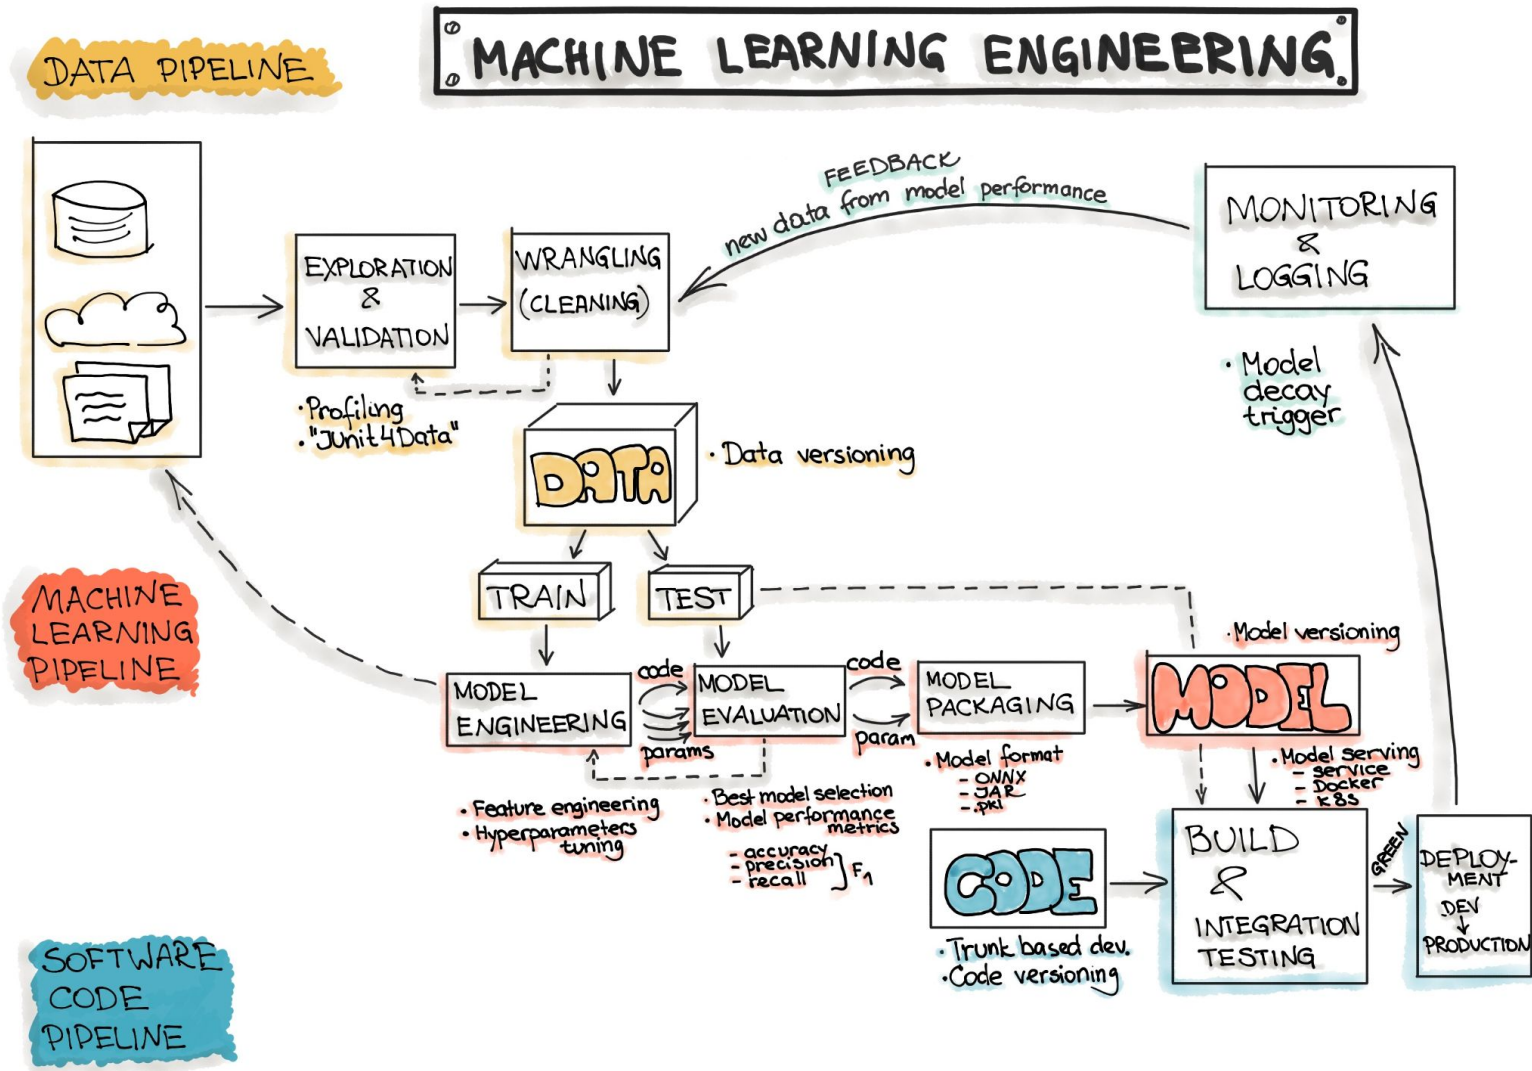 DATA PIPELINE
MACHINE LEARNING ENGINEERING
FEEDBACK
new data from model performance
MONITORING
&
LOGGING
EXPLORATION
&
VALIDATION
WRANGLING
(CLEANING)
· Model
decay
trigger
· Profiling
· "JUnit4Data"
DATA
· Data versioning
MACHINE
LEARNING
PIPELINE
TRAIN
TEST
· Model versioning
MODEL
ENGINEERING
code
params
MODEL
EVALUATION
code
param
MODEL
PACKAGING
MODEL
· Feature engineering
· Hyperparameters
tuning
· Best model selection
· Model performance
metrics
- accuracy
- precision
- recall
F1
· Model format
- ONNX
- JAR
- .pkl
· Model serving
- service
- Docker
- K8S
CODE
· Trunk based dev.
· Code versioning
BUILD
&
INTEGRATION
TESTING
GREEN
DEPLOY-
MENT
DEV
PRODUCTION
SOFTWARE
CODE
PIPELINE